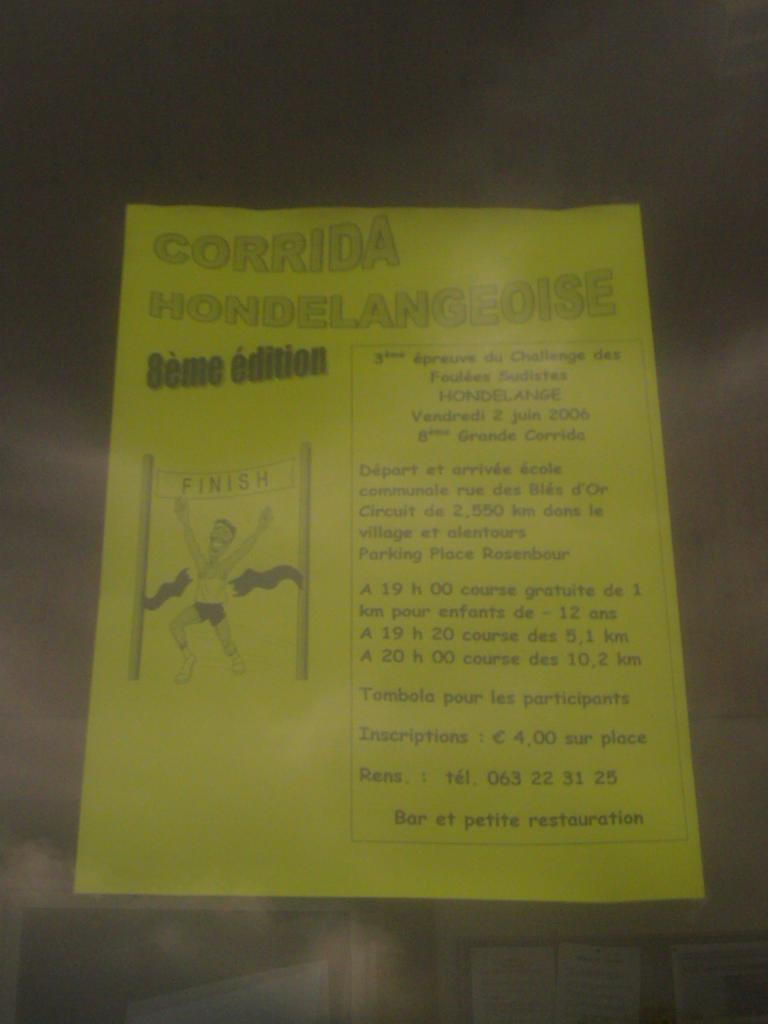 CORRIDA
HONDELANGEOISE
8ème édition
FINISH
3ème épreuve du Challenge des
Foulées Sudistes
HONDELANGE
Vendredi 2 juin 2006
8ème Grande Corrida
Départ et arrivée école
communale rue des Blés d'Or
Circuit de 2,550 km dans le
village et alentours
Parking Place Rosenbour
A 19 h 00 course gratuite de 1
km pour enfants de - 12 ans
A 19 h 20 course des 5,1 km
A 20 h 00 course des 10,2 km
Tombola pour les participants
Inscriptions : € 4,00 sur place
Rens. : tél. 063 22 31 25
Bar et petite restauration